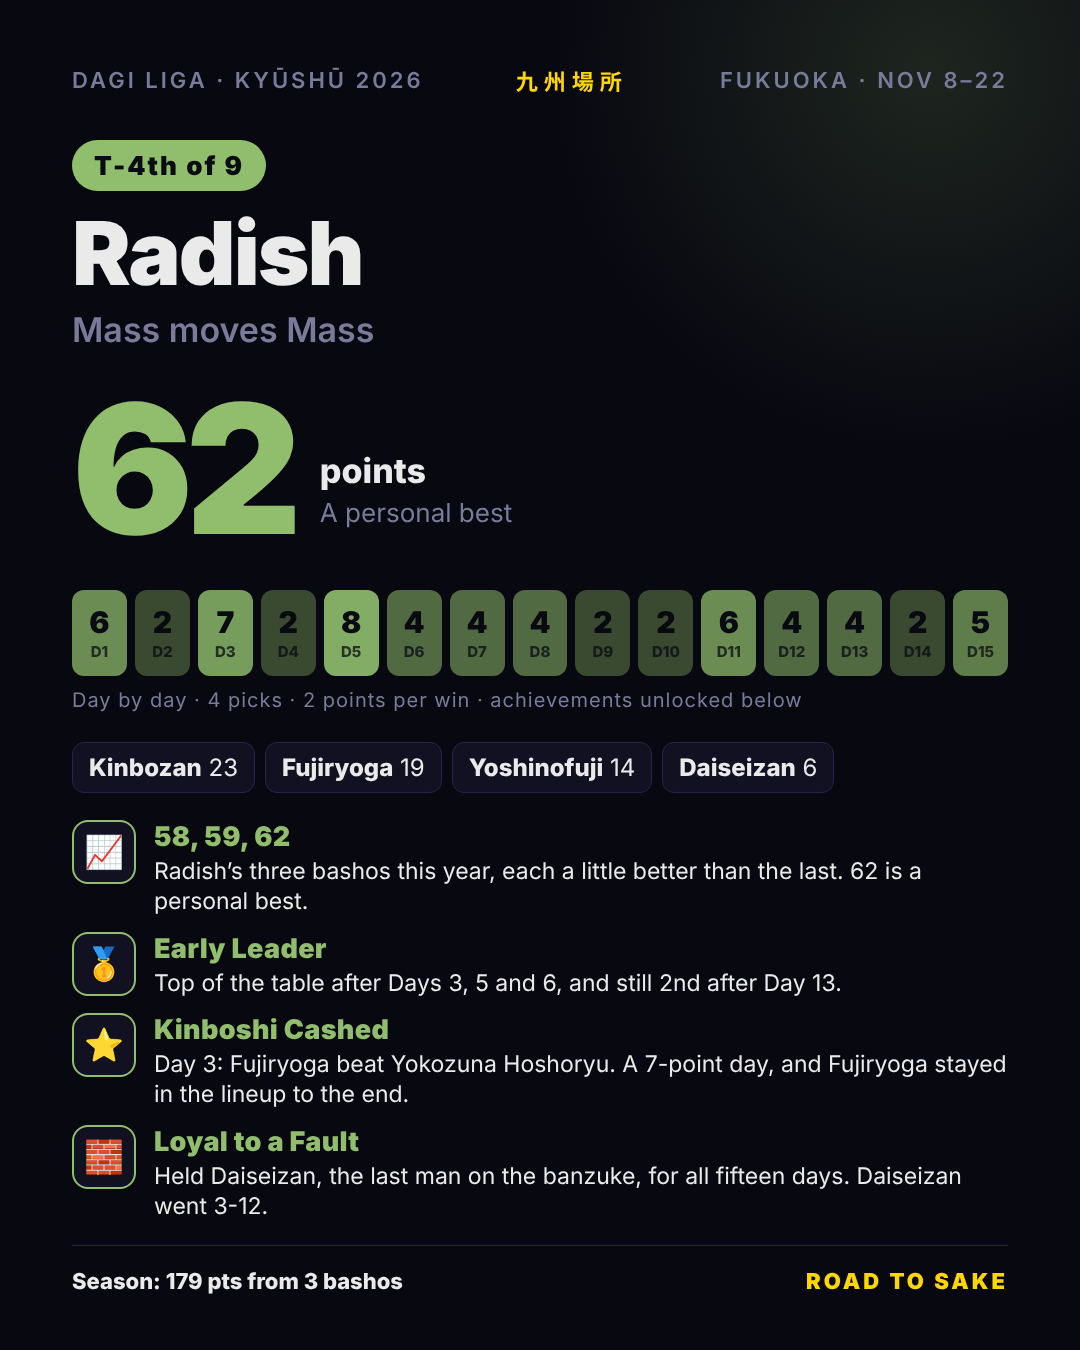 DAGI LIGA · KYŪSHŪ 2026
九州場所
FUKUOKA · NOV 8–22
T-4th of 9
Radish
Mass moves Mass
62
points
A personal best
6 2 7 2 8 4 4 4 2 2 6 4 4 2 5
D1 D2 D3 D4 D5 D6 D7 D8 D9 D10 D11 D12 D13 D14 D15
Day by day · 4 picks · 2 points per win · achievements unlocked below
Kinbozan 23
Fujiryoga 19
Yoshinofuji 14
Daiseizan 6
58, 59, 62
Radish’s three bashos this year, each a little better than the last. 62 is a
personal best.
Early Leader
Top of the table after Days 3, 5 and 6, and still 2nd after Day 13.
Kinboshi Cashed
Day 3: Fujiryoga beat Yokozuna Hoshoryu. A 7-point day, and Fujiryoga stayed
in the lineup to the end.
Loyal to a Fault
Held Daiseizan, the last man on the banzuke, for all fifteen days. Daiseizan
went 3-12.
Season: 179 pts from 3 bashos
ROAD TO SAKE